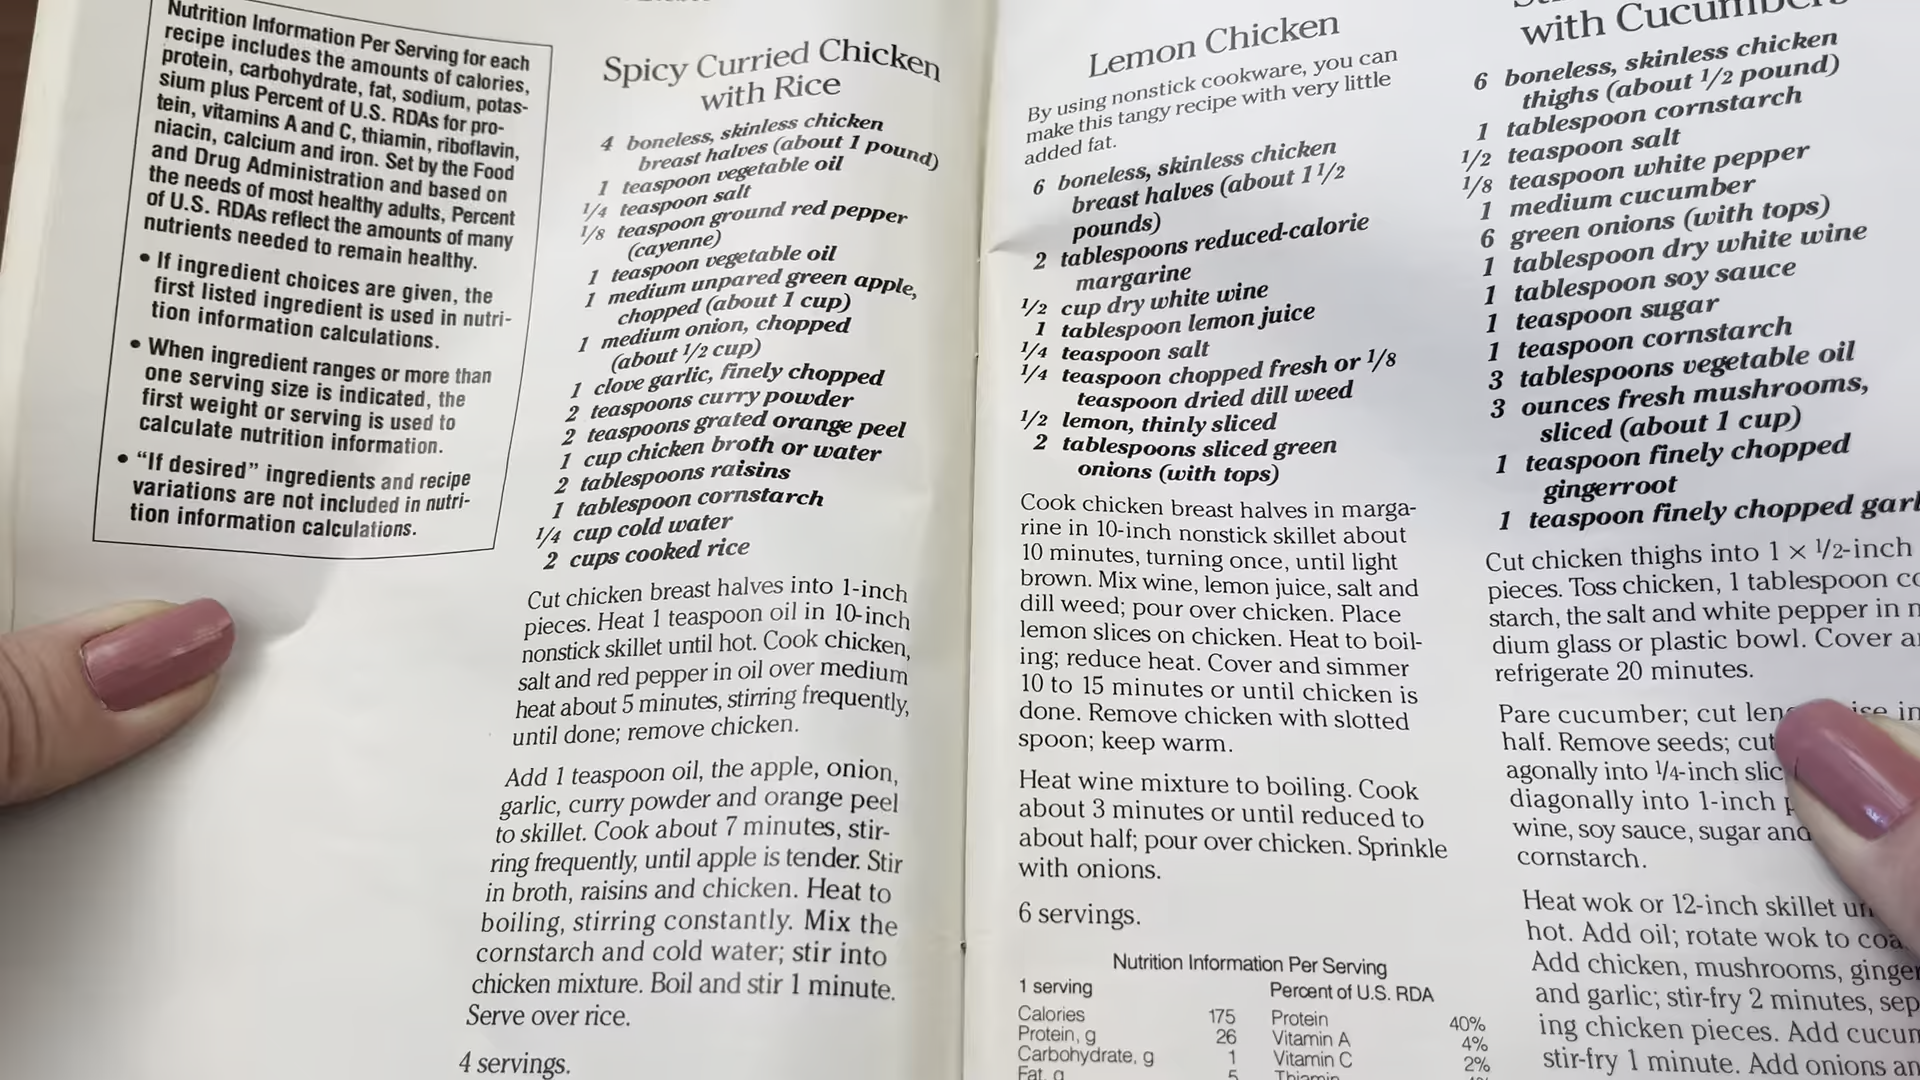 Nutrition Information Per Serving for each
recipe includes the amounts of calories,
protein, carbohydrate, fat, sodium, potas-
sium plus Percent of U.S. RDAs for pro-
tein, vitamins A and C, thiamin, riboflavin,
niacin, calcium and iron. Set by the Food
and Drug Administration and based on
the needs of most healthy adults, Percent
of U.S. RDAs reflect the amounts of many
nutrients needed to remain healthy.
• If ingredient choices are given, the
first listed ingredient is used in nutri-
tion information calculations.
• When ingredient ranges or more than
one serving size is indicated, the
first weight or serving is used to
calculate nutrition information.
• “If desired” ingredients and recipe
variations are not included in nutri-
tion information calculations.
Spicy Curried Chicken
with Rice
4 boneless, skinless chicken
breast halves (about 1 pound)
1 teaspoon vegetable oil
1/4 teaspoon salt
1/8 teaspoon ground red pepper
(cayenne)
1 teaspoon vegetable oil
1 medium unpared green apple,
chopped (about 1 cup)
1 medium onion, chopped
(about 1/2 cup)
1 clove garlic, finely chopped
2 teaspoons curry powder
2 teaspoons grated orange peel
1 cup chicken broth or water
2 tablespoons raisins
1 tablespoon cornstarch
1/4 cup cold water
2 cups cooked rice
Cut chicken breast halves into 1-inch
pieces. Heat 1 teaspoon oil in 10-inch
nonstick skillet until hot. Cook chicken,
salt and red pepper in oil over medium
heat about 5 minutes, stirring frequently,
until done; remove chicken.
Add 1 teaspoon oil, the apple, onion,
garlic, curry powder and orange peel
to skillet. Cook about 7 minutes, stir-
ring frequently, until apple is tender. Stir
in broth, raisins and chicken. Heat to
boiling, stirring constantly. Mix the
cornstarch and cold water; stir into
chicken mixture. Boil and stir 1 minute.
Serve over rice.
4 servings.
Lemon Chicken
By using nonstick cookware, you can
make this tangy recipe with very little
added fat.
6 boneless, skinless chicken
breast halves (about 1 1/2
pounds)
2 tablespoons reduced-calorie
margarine
1/2 cup dry white wine
1 tablespoon lemon juice
1/4 teaspoon salt
1/4 teaspoon chopped fresh or 1/8
teaspoon dried dill weed
1/2 lemon, thinly sliced
2 tablespoons sliced green
onions (with tops)
Cook chicken breast halves in marga-
rine in 10-inch nonstick skillet about
10 minutes, turning once, until light
brown. Mix wine, lemon juice, salt and
dill weed; pour over chicken. Place
lemon slices on chicken. Heat to boil-
ing; reduce heat. Cover and simmer
10 to 15 minutes or until chicken is
done. Remove chicken with slotted
spoon; keep warm.
Heat wine mixture to boiling. Cook
about 3 minutes or until reduced to
about half; pour over chicken. Sprinkle
with onions.
6 servings.
Nutrition Information Per Serving
1 serving Percent of U.S. RDA
Calories 175 Protein 40%
Protein, g 26 Vitamin A 4%
Carbohydrate, g 1 Vitamin C 2%
Fat, g 5 Thiamin
with Cucumbers
6 boneless, skinless chicken
thighs (about 1/2 pound)
1 tablespoon cornstarch
1/2 teaspoon salt
1/8 teaspoon white pepper
1 medium cucumber
6 green onions (with tops)
1 tablespoon dry white wine
1 tablespoon soy sauce
1 teaspoon sugar
1 teaspoon cornstarch
3 tablespoons vegetable oil
3 ounces fresh mushrooms,
sliced (about 1 cup)
1 teaspoon finely chopped
gingerroot
1 teaspoon finely chopped garl
Cut chicken thighs into 1 × 1/2-inch
pieces. Toss chicken, 1 tablespoon co
starch, the salt and white pepper in
dium glass or plastic bowl. Cover
refrigerate 20 minutes.
Pare cucumber; cut in
half. Remove seeds; cut
agonally into 1/4-inch slic
diagonally into 1-inch
wine, soy sauce, sugar and
cornstarch.
Heat wok or 12-inch skillet
hot. Add oil; rotate wok to
Add chicken, mushrooms, ginger
and garlic; stir-fry 2 minutes, sep
ing chicken pieces. Add cucum
stir-fry 1 minute. Add onions an